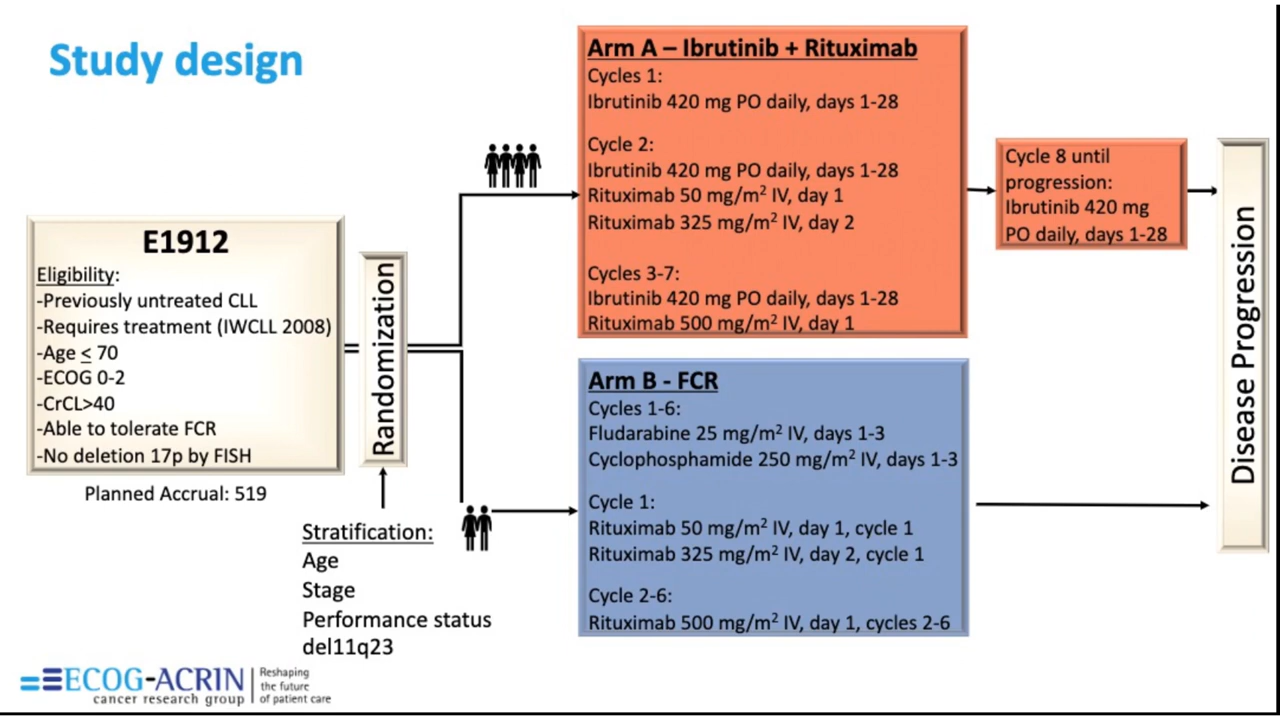 Study design
E1912
Eligibility:
-Previously untreated CLL
-Requires treatment (IWCLL 2008)
-Age ≤ 70
-ECOG 0-2
-CrCL>40
-Able to tolerate FCR
-No deletion 17p by FISH
Planned Accrual: 519
Randomization
Stratification:
Age
Stage
Performance status
del11q23
Arm A – Ibrutinib + Rituximab
Cycles 1:
Ibrutinib 420 mg PO daily, days 1-28
Cycle 2:
Ibrutinib 420 mg PO daily, days 1-28
Rituximab 50 mg/m² IV, day 1
Rituximab 325 mg/m² IV, day 2
Cycles 3-7:
Ibrutinib 420 mg PO daily, days 1-28
Rituximab 500 mg/m² IV, day 1
Cycle 8 until
progression:
Ibrutinib 420 mg
PO daily, days 1-28
Arm B - FCR
Cycles 1-6:
Fludarabine 25 mg/m² IV, days 1-3
Cyclophosphamide 250 mg/m² IV, days 1-3
Cycle 1:
Rituximab 50 mg/m² IV, day 1, cycle 1
Rituximab 325 mg/m² IV, day 2, cycle 1
Cycle 2-6:
Rituximab 500 mg/m² IV, day 1, cycles 2-6
Disease Progression
ECOG-ACRIN
cancer research group
Reshaping
the future
of patient care